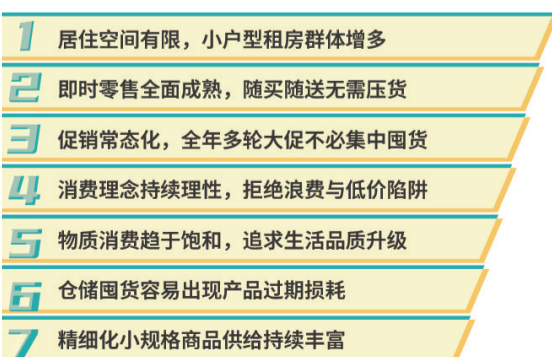 1 居住空间有限，小户型租房群体增多
2 即时零售全面成熟，随买随送无需压货
3 促销常态化，全年多轮大促不必集中囤货
4 消费理念持续理性，拒绝浪费与低价陷阱
5 物质消费趋于饱和，追求生活品质升级
6 仓储囤货容易出现产品过期损耗
7 精细化小规格商品供给持续丰富